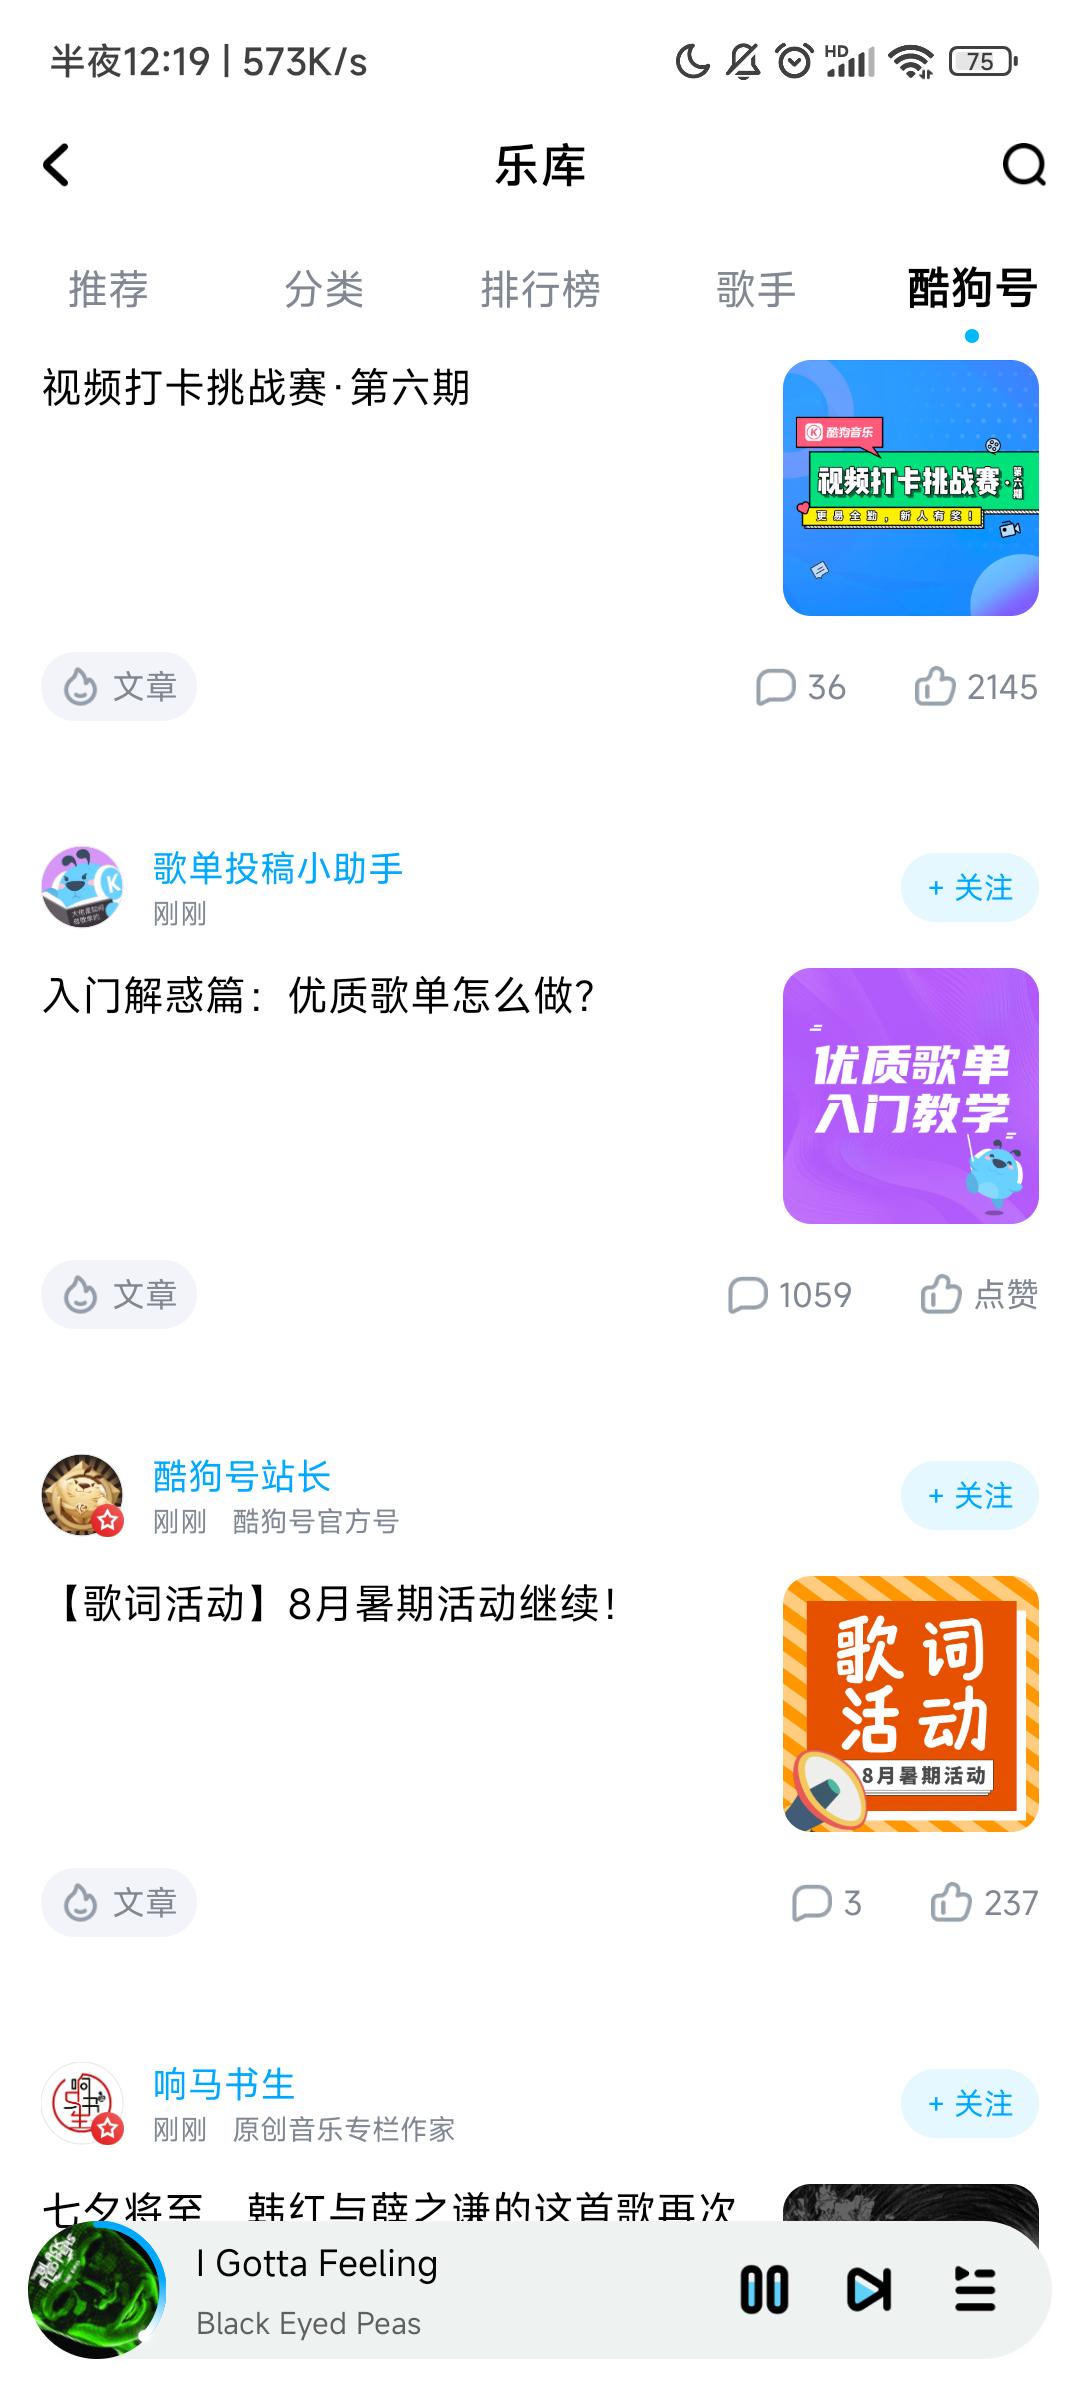 半夜12:19 | 573K/s
HD
75
乐库
推荐 分类 排行榜 歌手 酷狗号
视频打卡挑战赛·第六期
酷狗音乐
视频打卡挑战赛·第六期
更易全勤，新人有奖！
文章 36 2145
歌单投稿小助手
刚刚
+ 关注
入门解惑篇：优质歌单怎么做？
优质歌单
入门教学
文章 1059 点赞
酷狗号站长
刚刚 酷狗号官方号
+ 关注
【歌词活动】8月暑期活动继续！
歌词
活动
8月暑期活动
文章 3 237
响马书生
刚刚 原创音乐专栏作家
+ 关注
七夕将至 韩红与薛之谦的这首歌再次
I Gotta Feeling
Black Eyed Peas